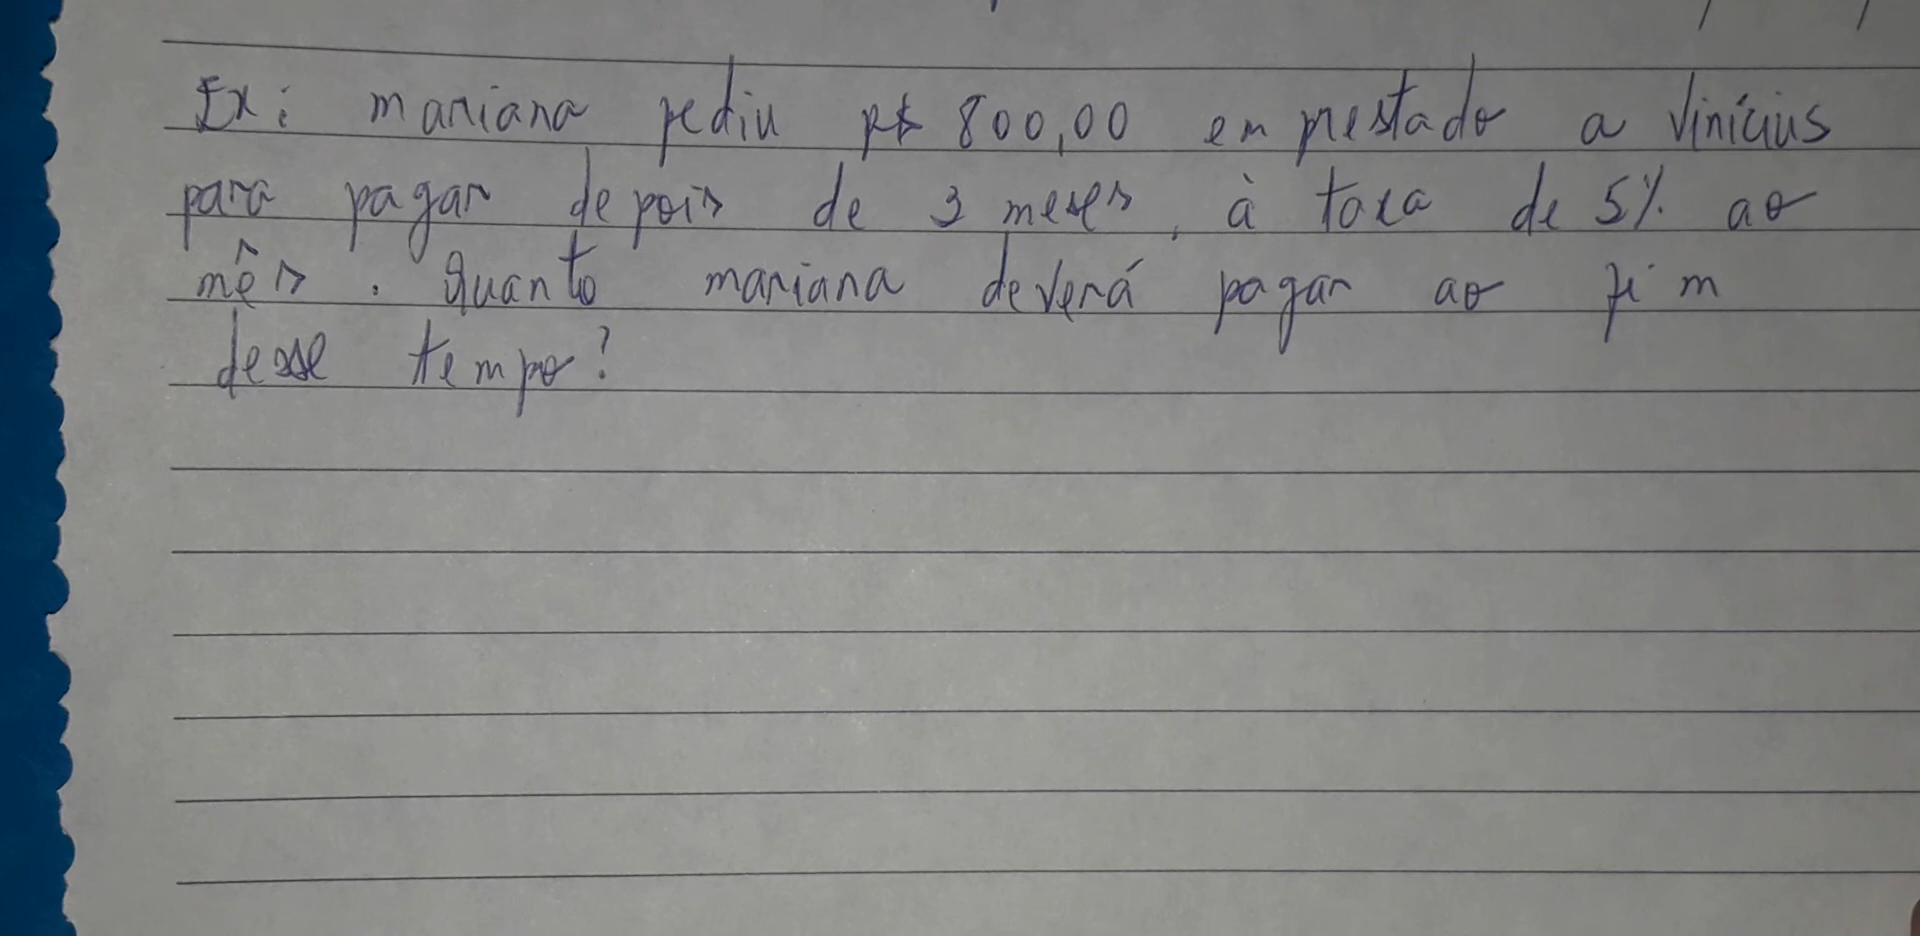 Ex: mariana pediu R$ 800,00 emprestado a Vinícius
para pagar depois de 3 meses, à taxa de 5% ao
mês. Quanto mariana deverá pagar ao fim
desse tempo?